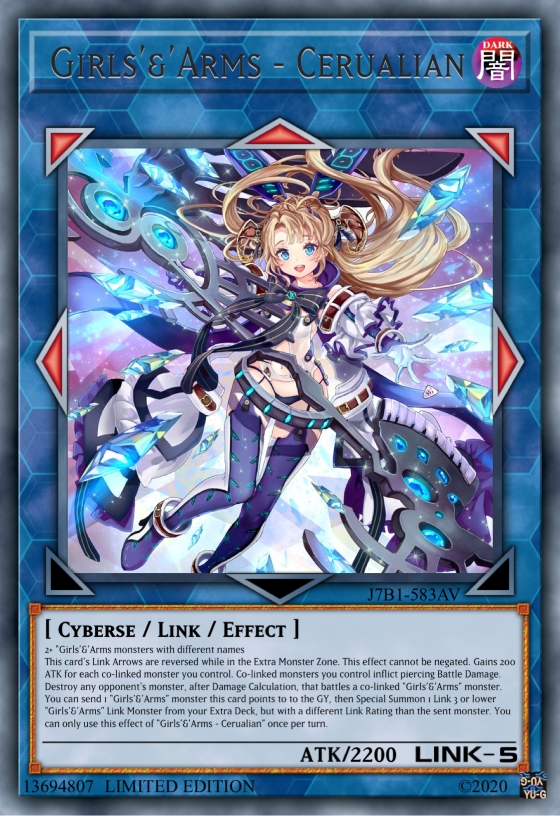 Girls'&'Arms - Cerualian
DARK
闇
J7B1-583AV
[ Cyberse / Link / Effect ]
2+ "Girls'&'Arms monsters with different names
This card's Link Arrows are reversed while in the Extra Monster Zone. This effect cannot be negated. Gains 200
ATK for each co-linked monster you control. Co-linked monsters you control inflict piercing Battle Damage.
Destroy any opponent's monster, after Damage Calculation, that battles a co-linked "Girls'&'Arms" monster.
You can send 1 "Girls'&'Arms" monster this card points to to the GY, then Special Summon 1 Link 3 or lower
"Girls'&'Arms" Link Monster from your Extra Deck, but with a different Link Rating than the sent monster. You
can only use this effect of "Girls'&'Arms - Cerualian" once per turn.
ATK/2200 LINK-5
13694807 LIMITED EDITION ©2020
YU-G
YU-G